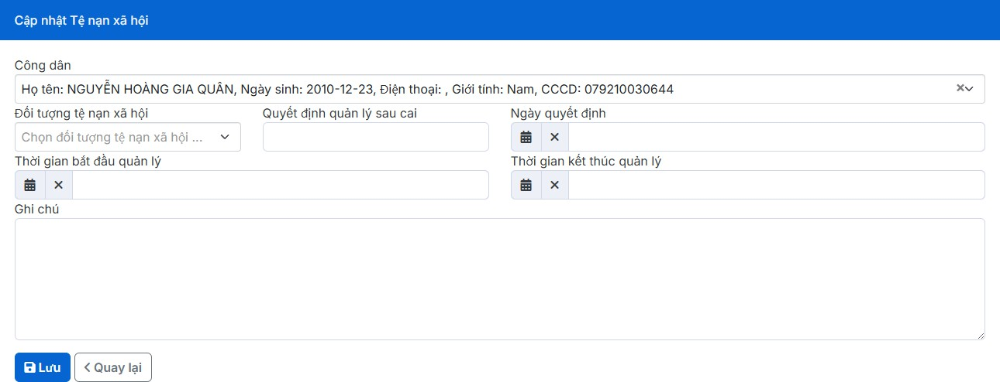 Cập nhật Tệ nạn xã hội
Công dân
Họ tên: NGUYỄN HOÀNG GIA QUÂN, Ngày sinh: 2010-12-23, Điện thoại: , Giới tính: Nam, CCCD: 079210030644
Đối tượng tệ nạn xã hội
Quyết định quản lý sau cai
Ngày quyết định
Chọn đối tượng tệ nạn xã hội ...
Thời gian bắt đầu quản lý
Thời gian kết thúc quản lý
Ghi chú
Lưu
Quay lại